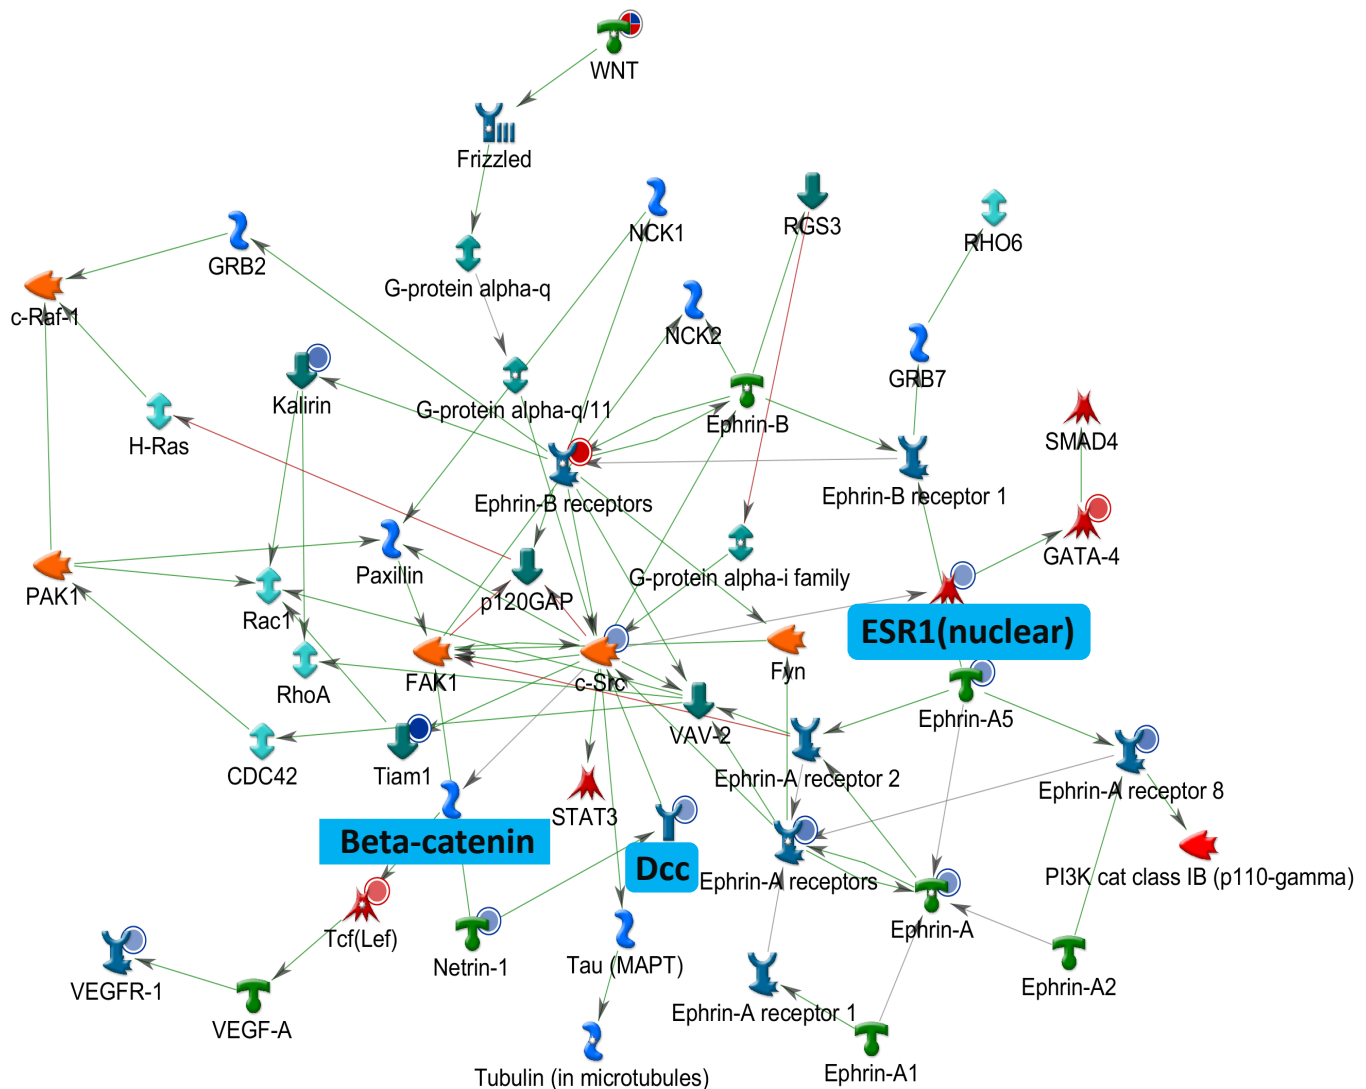 WNT
Frizzled
NCK1
RGS3
RHO6
GRB2
G-protein alpha-q
c-Raf-1
NCK2
GRB7
Kalirin
G-protein alpha-q/11
Ephrin-B
H-Ras
SMAD4
Ephrin-B receptors
Ephrin-B receptor 1
GATA-4
Paxillin
G-protein alpha-i family
PAK1
p120GAP
Rac1
ESR1(nuclear)
FAK1
c-Src
Fyn
RhoA
Ephrin-A5
VAV-2
CDC42
Tiam1
Ephrin-A receptor 2
Ephrin-A receptor 8
STAT3
Beta-catenin
Dcc
Ephrin-A receptors
PI3K cat class IB (p110-gamma)
Ephrin-A
Tcf(Lef)
Netrin-1
Tau (MAPT)
VEGFR-1
Ephrin-A2
Ephrin-A receptor 1
VEGF-A
Ephrin-A1
Tubulin (in microtubules)